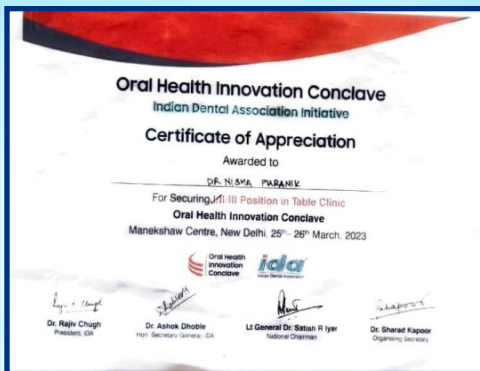 Oral Health Innovation Conclave
Indian Dental Association Initiative
Certificate of Appreciation
Awarded to
DR NISHA PURANIK
For Securing I/II/III Position in Table Clinic
Oral Health Innovation Conclave
Manekshaw Centre, New Delhi. 25th- 26th March. 2023
Oral Health
Innovation
Conclave
ida
Indian Dental Association
Dr. Rajiv Chugh
President, IDA
Dr. Ashok Dhoble
Hon. Secretary General, IDA
Lt General Dr. Satish R Iyer
National Chairman
Dr. Sharad Kapoor
Organising Secretary